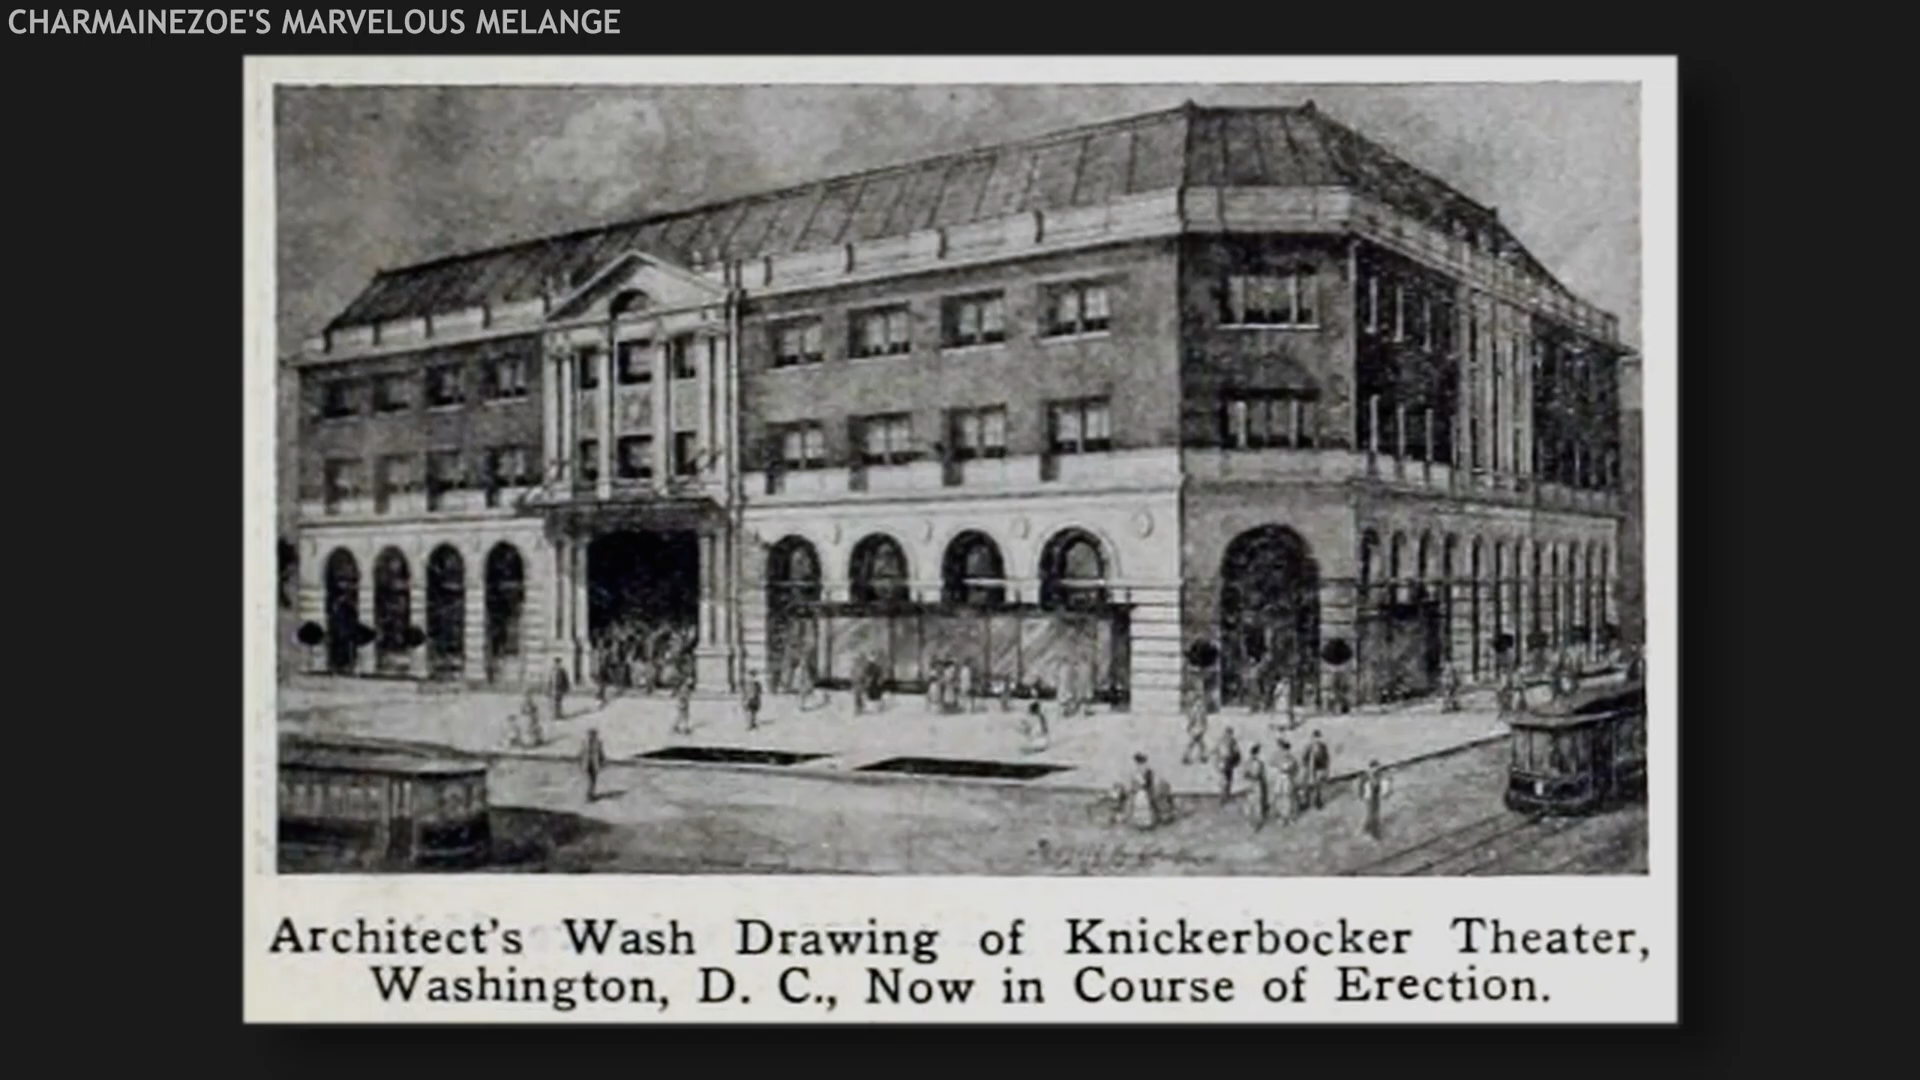 CHARMAINEZOE'S MARVELOUS MELANGE
Architect's Wash Drawing of Knickerbocker Theater,
Washington, D. C., Now in Course of Erection.